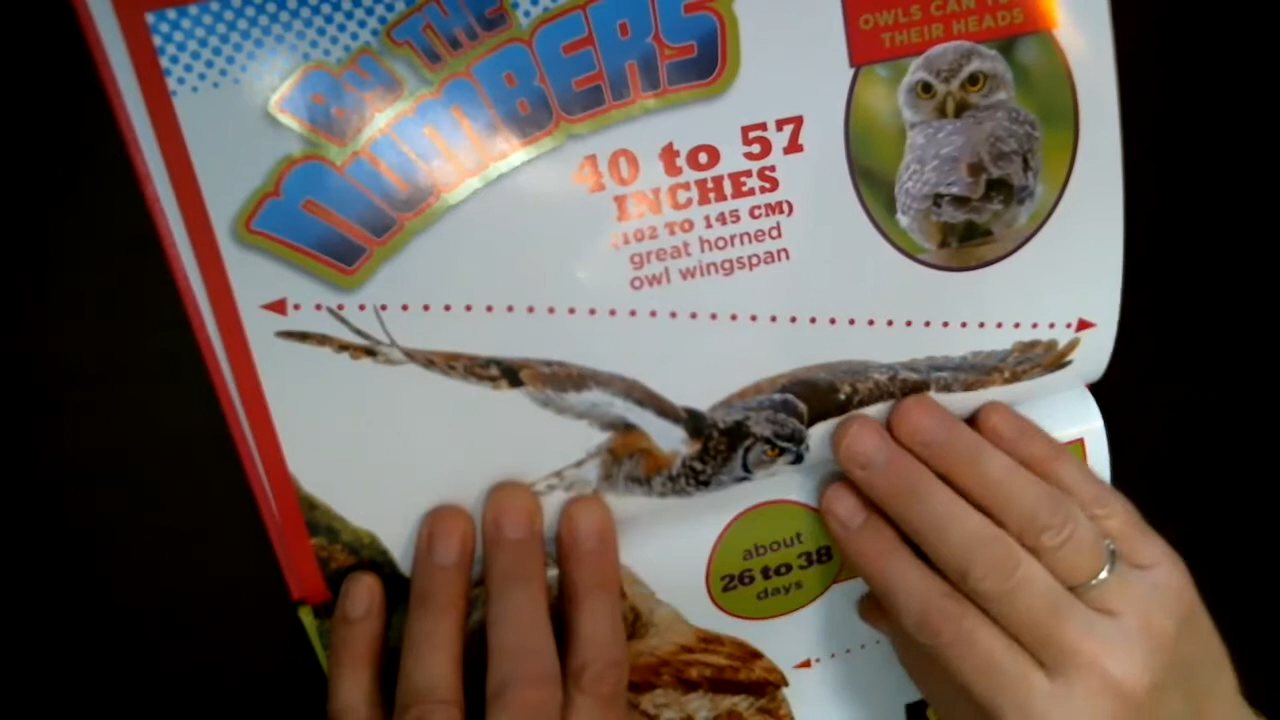 By THE
NUMBERS
40 to 57
INCHES
(102 TO 145 CM)
great horned
owl wingspan
OWLS CAN
THEIR HEADS
about
26 to 38
days